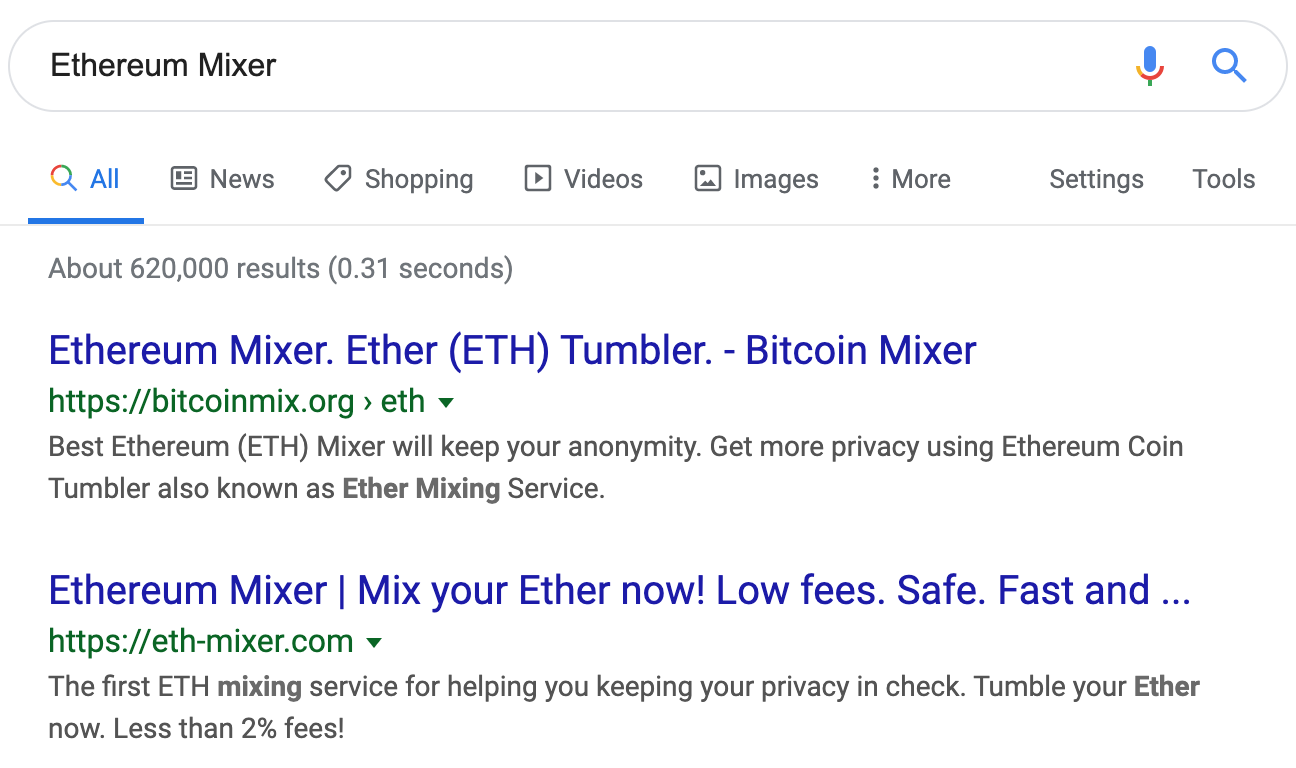 Ethereum Mixer
All News Shopping Videos Images More Settings Tools
About 620,000 results (0.31 seconds)
Ethereum Mixer. Ether (ETH) Tumbler. - Bitcoin Mixer
https://bitcoinmix.org › eth
Best Ethereum (ETH) Mixer will keep your anonymity. Get more privacy using Ethereum Coin
Tumbler also known as Ether Mixing Service.
Ethereum Mixer | Mix your Ether now! Low fees. Safe. Fast and ...
https://eth-mixer.com
The first ETH mixing service for helping you keeping your privacy in check. Tumble your Ether
now. Less than 2% fees!